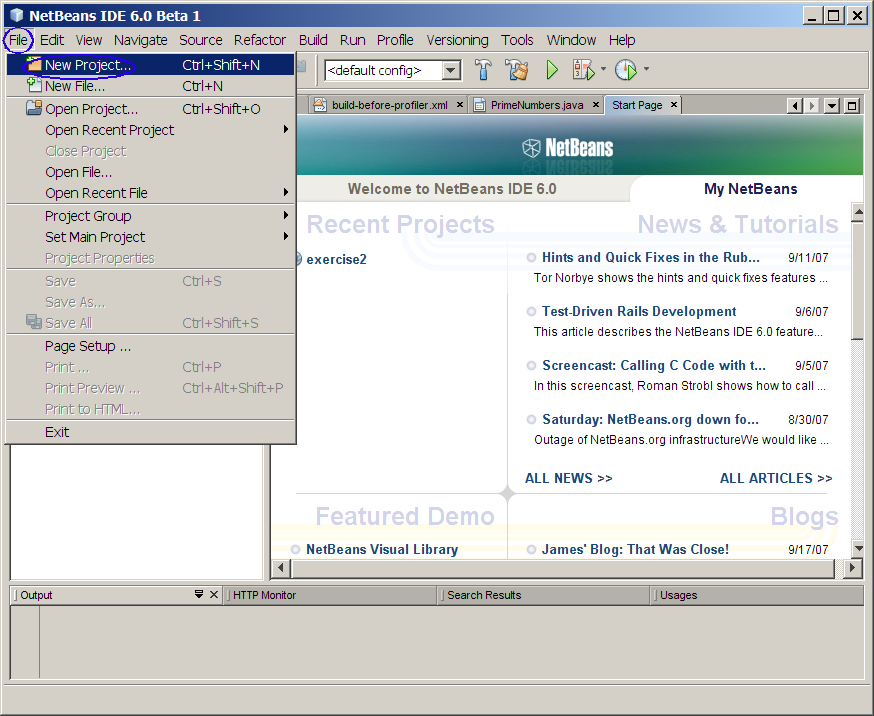 NetBeans IDE 6.0 Beta 1
File Edit View Navigate Source Refactor Build Run Profile Versioning Tools Window Help
New Project... Ctrl+Shift+N
New File... Ctrl+N
Open Project... Ctrl+Shift+O
Open Recent Project
Close Project
Open File...
Open Recent File
Project Group
Set Main Project
Project Properties
Save Ctrl+S
Save As...
Save All Ctrl+Shift+S
Page Setup ...
Print ... Ctrl+P
Print Preview ... Ctrl+Alt+Shift+P
Print to HTML...
Exit
<default config>
build-before-profiler.xml PrimeNumbers.java Start Page
NetBeans
Welcome to NetBeans IDE 6.0 My NetBeans
Recent Projects
exercise2
News & Tutorials
Hints and Quick Fixes in the Rub... 9/11/07
Tor Norbye shows the hints and quick fixes features ...
Test-Driven Rails Development 9/6/07
This article describes the NetBeans IDE 6.0 feature...
Screencast: Calling C Code with t... 9/5/07
In this screencast, Roman Strobl shows how to call ...
Saturday: NetBeans.org down fo... 8/30/07
Outage of NetBeans.org infrastructureWe would like ...
ALL NEWS >> ALL ARTICLES >>
Featured Demo
NetBeans Visual Library
Blogs
James' Blog: That Was Close! 9/17/07
Output HTTP Monitor Search Results Usages